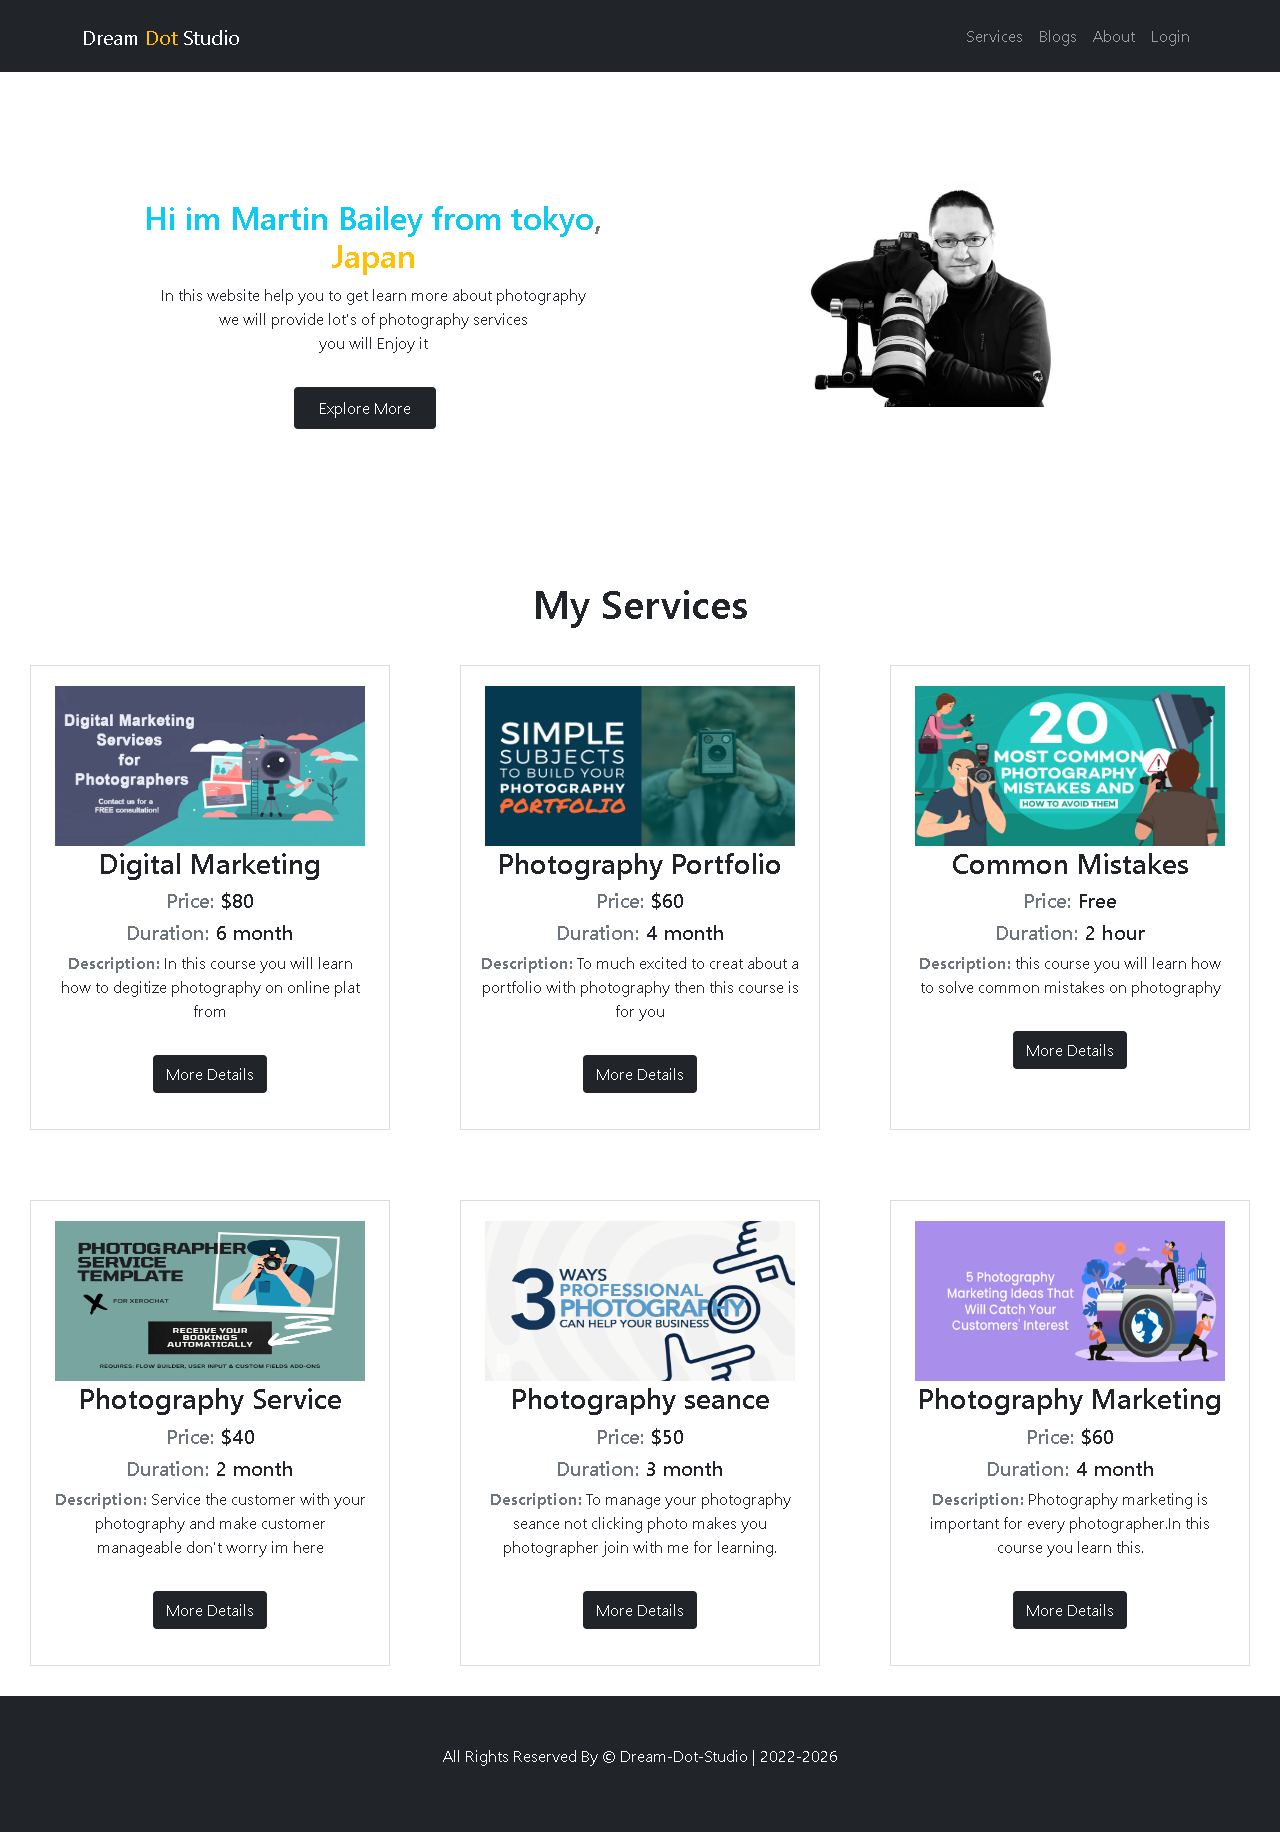 Dream Dot Studio
Services Blogs About Login
Hi im Martin Bailey from tokyo,
Japan
In this website help you to get learn more about photography
we will provide lot's of photography services
you will Enjoy it
Explore More
My Services
Digital Marketing
Services
for
Photographers
Contact us for a
FREE consultation!
Digital Marketing
Price: $80
Duration: 6 month
Description: In this course you will learn
how to degitize photography on online plat
from
More Details
SIMPLE
SUBJECTS
TO BUILD YOUR
PHOTOGRAPHY
PORTFOLIO
Photography Portfolio
Price: $60
Duration: 4 month
Description: To much excited to creat about a
portfolio with photography then this course is
for you
More Details
20
MOST COMMON
PHOTOGRAPHY
MISTAKES AND
HOW TO AVOID THEM
Common Mistakes
Price: Free
Duration: 2 hour
Description: this course you will learn how
to solve common mistakes on photography
More Details
PHOTOGRAPHER
SERVICE
TEMPLATE
FOR XEROCHAT
RECEIVE YOUR
BOOKINGS
AUTOMATICALLY
REQUIRES: FLOW BUILDER, USER INPUT & CUSTOM FIELDS ADD-ONS
Photography Service
Price: $40
Duration: 2 month
Description: Service the customer with your
photography and make customer
manageable don't worry im here
More Details
3 WAYS
PROFESSIONAL
PHOTOGRAPHY
CAN HELP YOUR BUSINESS
Photography seance
Price: $50
Duration: 3 month
Description: To manage your photography
seance not clicking photo makes you
photographer join with me for learning.
More Details
5 Photography
Marketing Ideas That
Will Catch Your
Customers' Interest
Photography Marketing
Price: $60
Duration: 4 month
Description: Photography marketing is
important for every photographer.In this
course you learn this.
More Details
All Rights Reserved By © Dream-Dot-Studio | 2022-2026